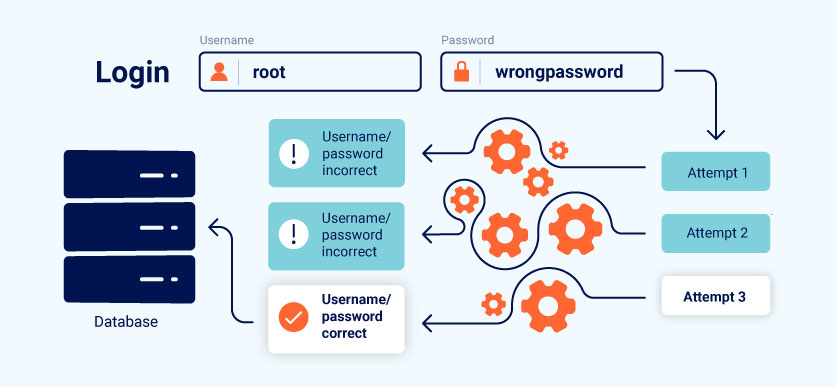 Username
Password
Login
root
wrongpassword
Username/
password
incorrect
Attempt 1
Username/
password
incorrect
Attempt 2
Username/
password
correct
Attempt 3
Database